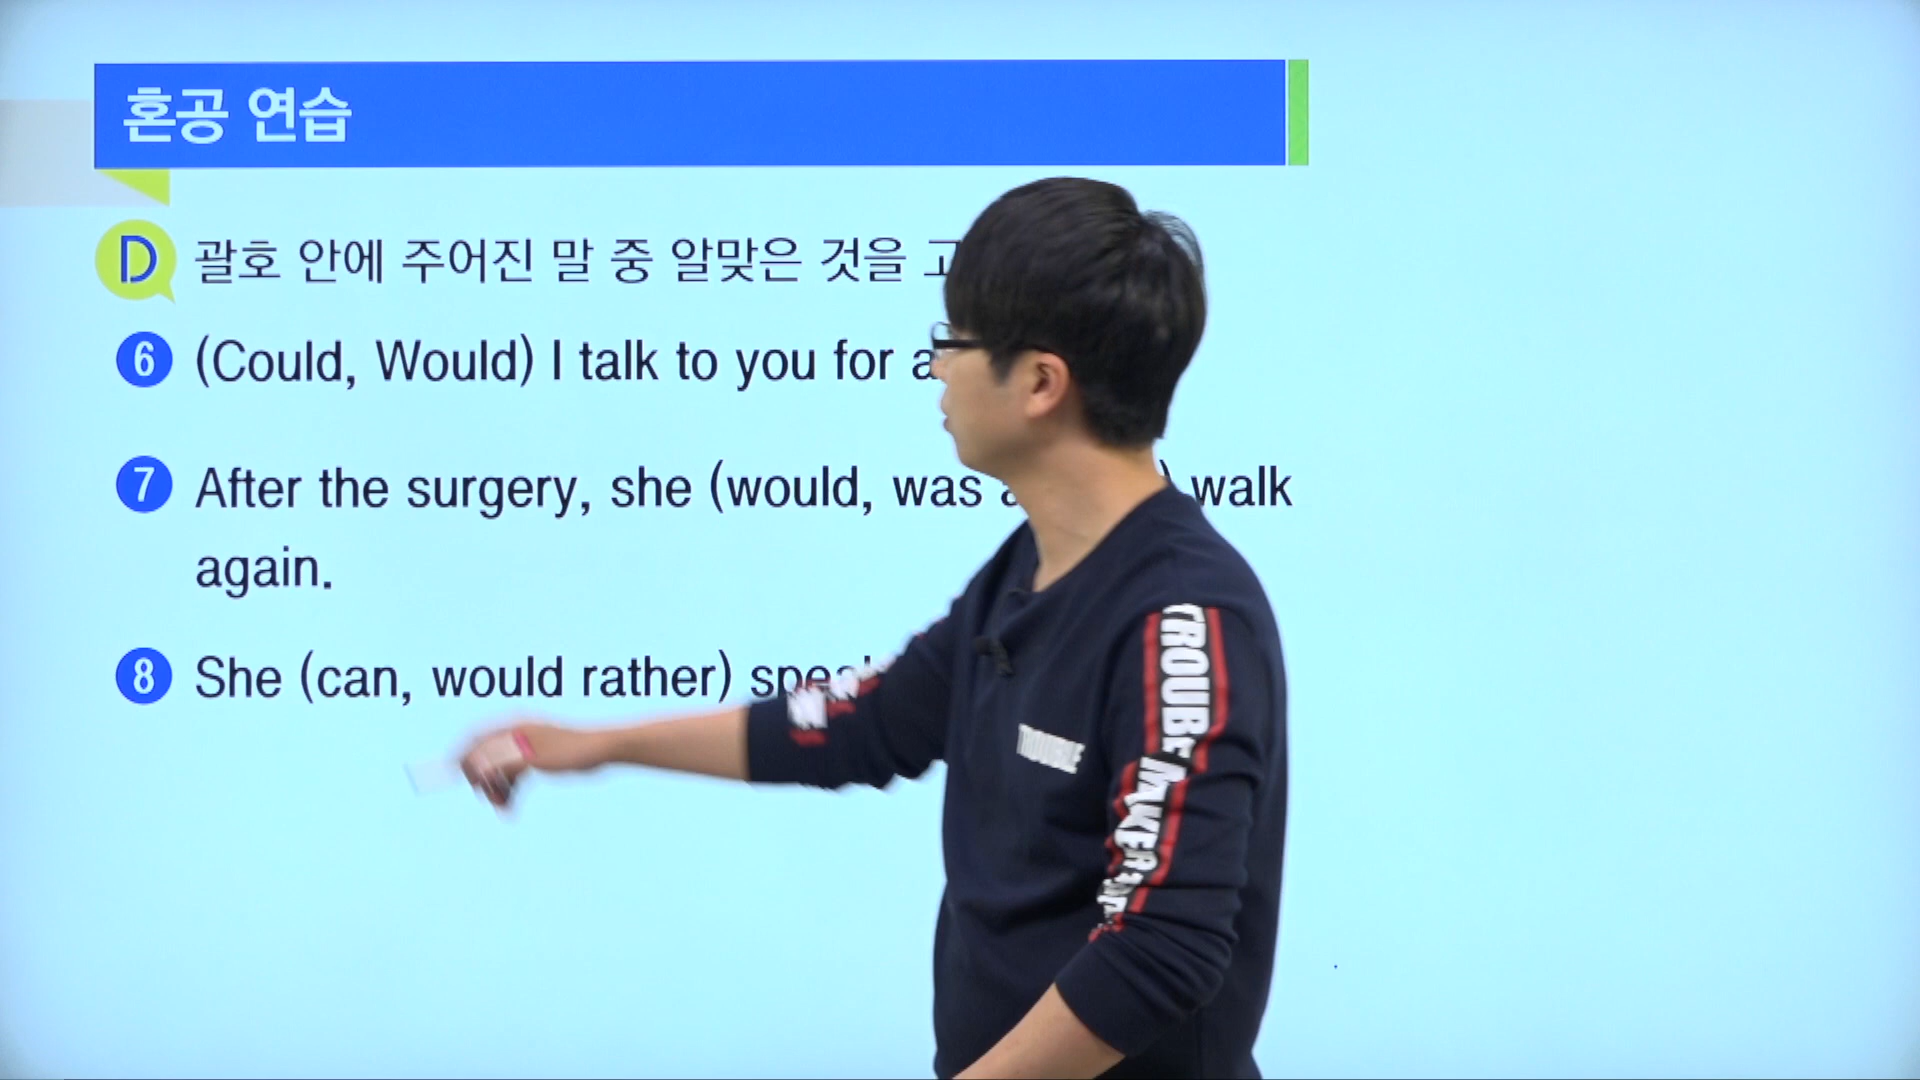 혼공 연습
D 괄호 안에 주어진 말 중 알맞은 것을
6 (Could, Would) I talk to you for
7 After the surgery, she (would, was walk
again.
8 She (can, would rather)
TROUBLE
TROUBE MAKER